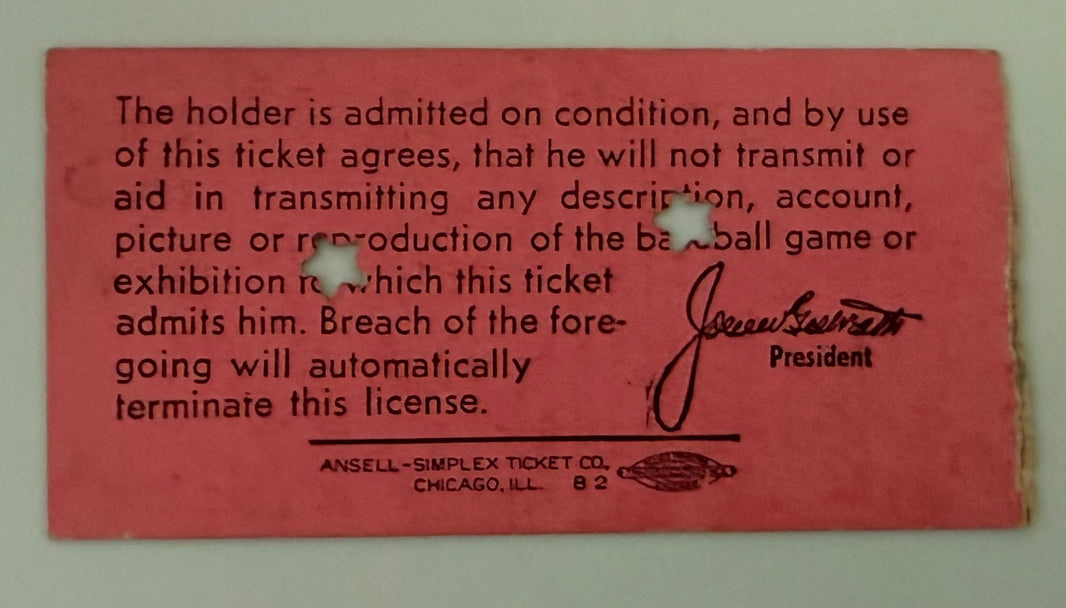 The holder is admitted on condition, and by use
of this ticket agrees, that he will not transmit or
aid in transmitting any description, account,
picture or reproduction of the baseball game or
exhibition to which this ticket
admits him. Breach of the fore-
going will automatically
terminate this license.
President
ANSELL-SIMPLEX TICKET CO.
CHICAGO, ILL. 82